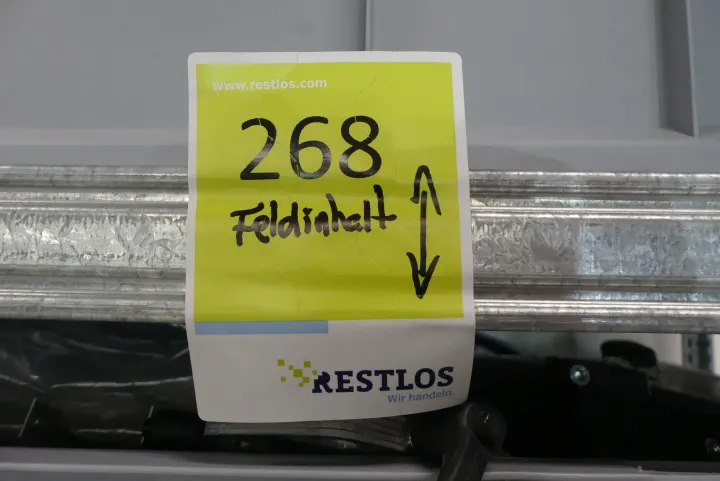 www.restlos.com
268
Feldinhalt
RESTLOS
Wir handeln.